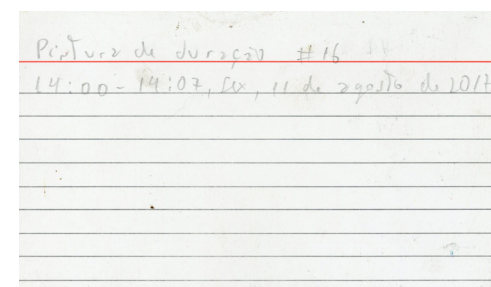 Pintura de duração #16
14:00 - 14:07, sex, 11 de agosto de 2017